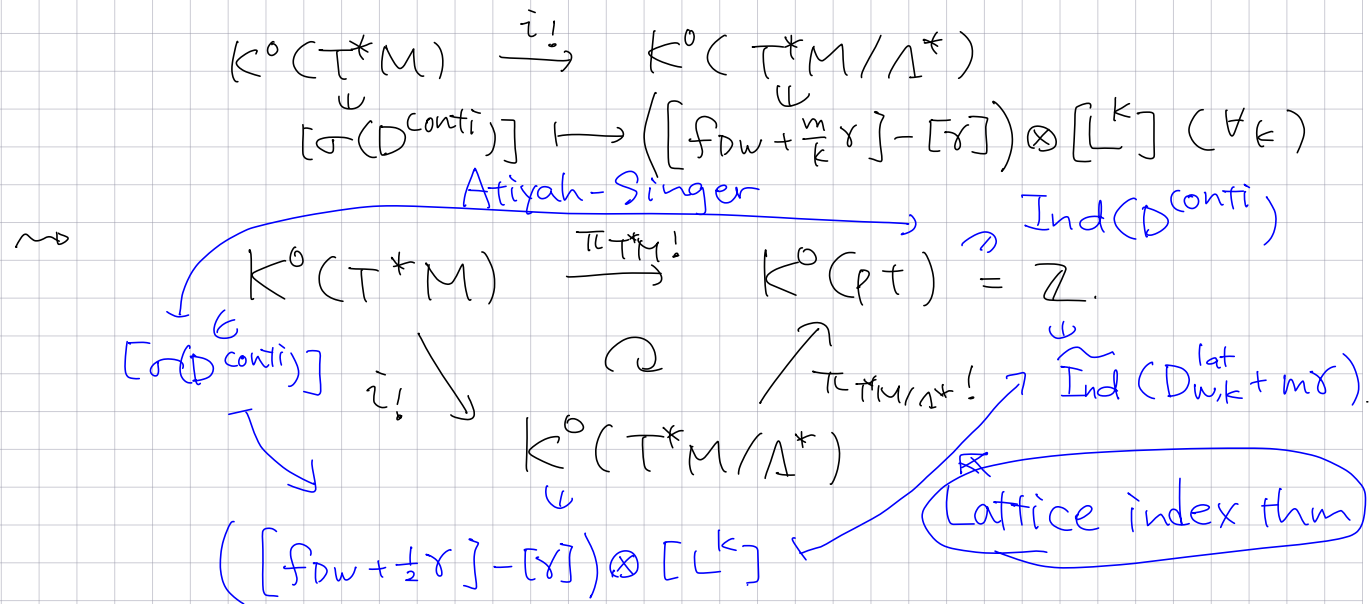 K⁰(T*M) —i!→ K⁰(T*M/Λ*)
[σ(D^conti)] ↦ ([f_DW + m/k γ] - [γ]) ⊗ [L^k] (∀k)
Atiyah-Singer
Ind(D^conti)
K⁰(T*M) —π_T*M!→ K⁰(pt) = ℤ.
[σ(D^conti)]
i!
π_T*M/Λ*!
Ind(D^lat_W,k + mγ).
K⁰(T*M/Λ*)
Lattice index thm
([f_DW + 1/2 γ] - [γ]) ⊗ [L^k]